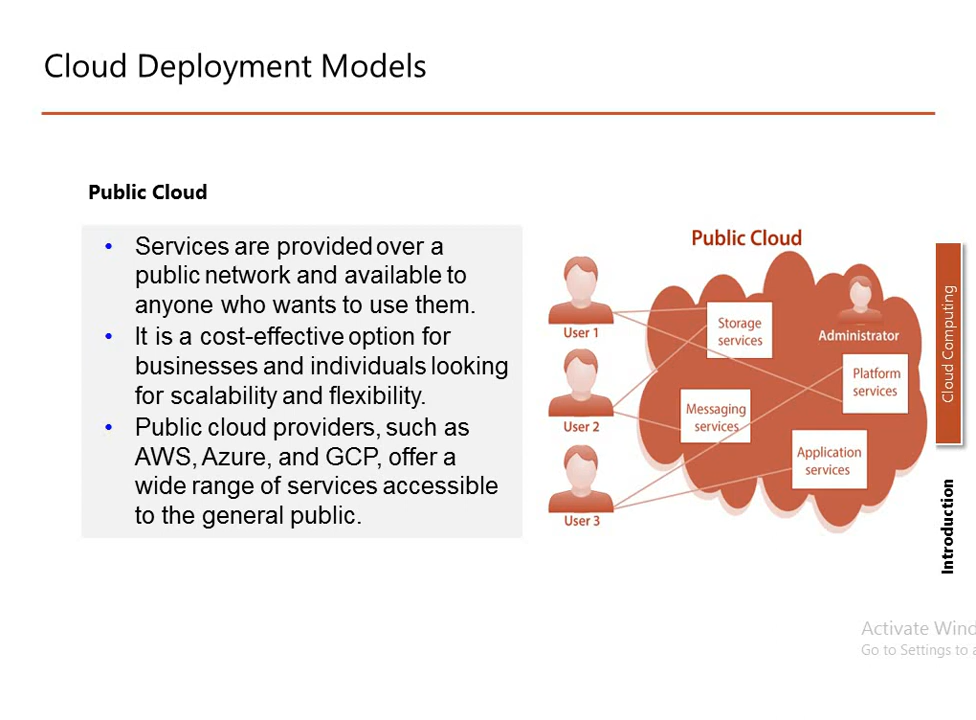 Cloud Deployment Models
Public Cloud
• Services are provided over a
public network and available to
anyone who wants to use them.
• It is a cost-effective option for
businesses and individuals looking
for scalability and flexibility.
• Public cloud providers, such as
AWS, Azure, and GCP, offer a
wide range of services accessible
to the general public.
Public Cloud
User 1
User 2
User 3
Storage
services
Administrator
Platform
services
Messaging
services
Application
services
Cloud Computing
Introduction
Activate Wind
Go to Settings to a